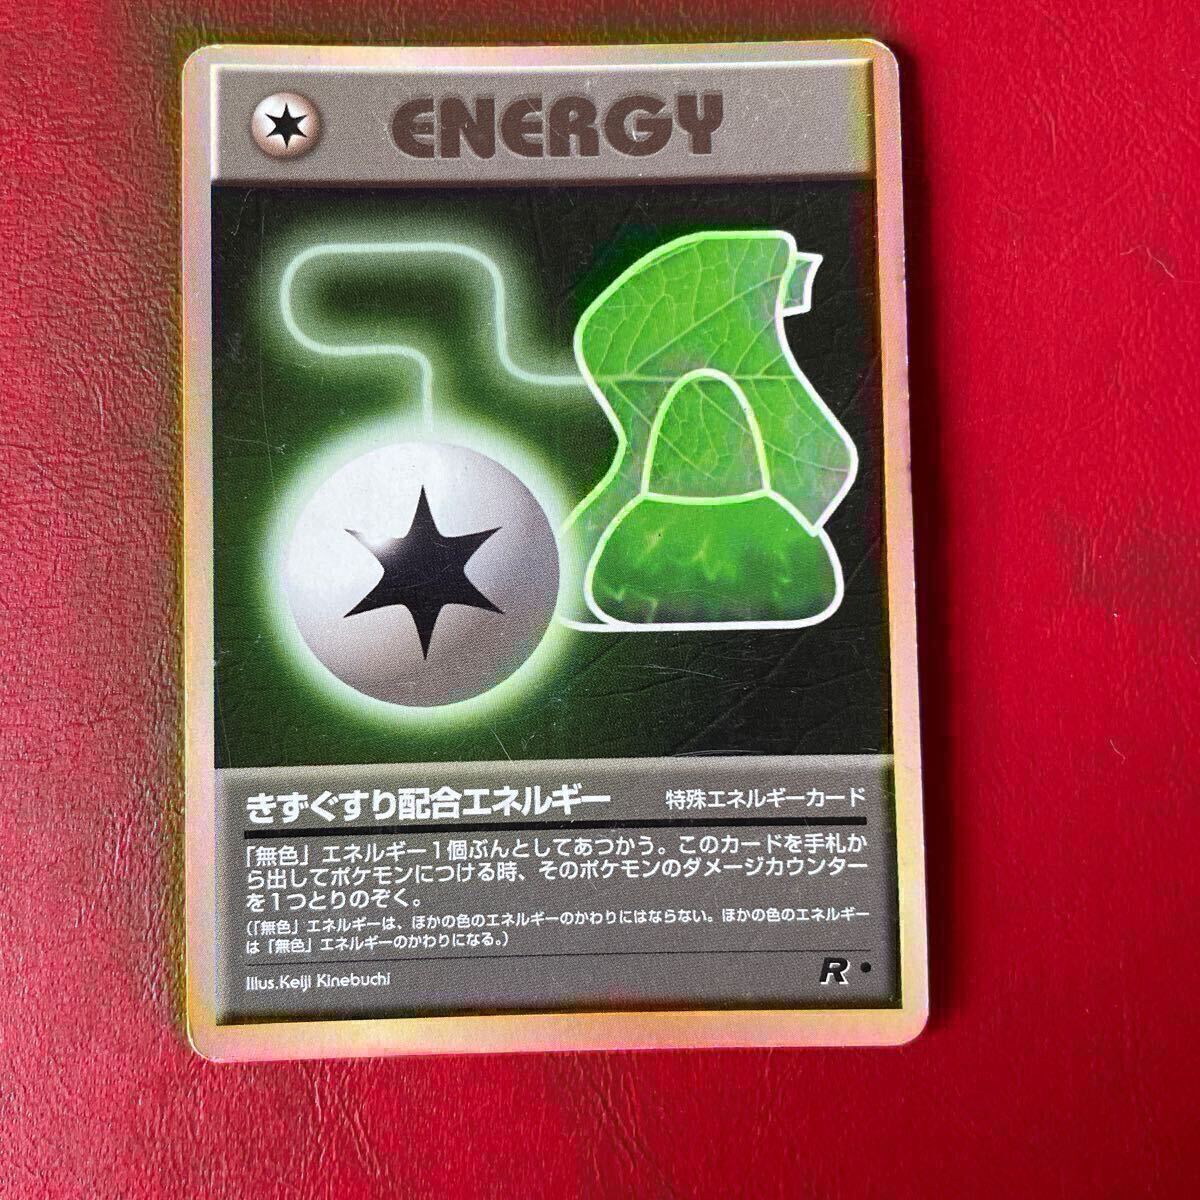 ENERGY
きずぐすり配合エネルギー 特殊エネルギーカード
「無色」エネルギー1個ぶんとしてあつかう。このカードを手札か
ら出してポケモンにつける時、そのポケモンのダメージカウンター
を1つとりのぞく。
(「無色」エネルギーは、ほかの色のエネルギーのかわりにはならない。ほかの色のエネルギー
は「無色」エネルギーのかわりになる。)
Illus.Keiji Kinebuchi
R ●